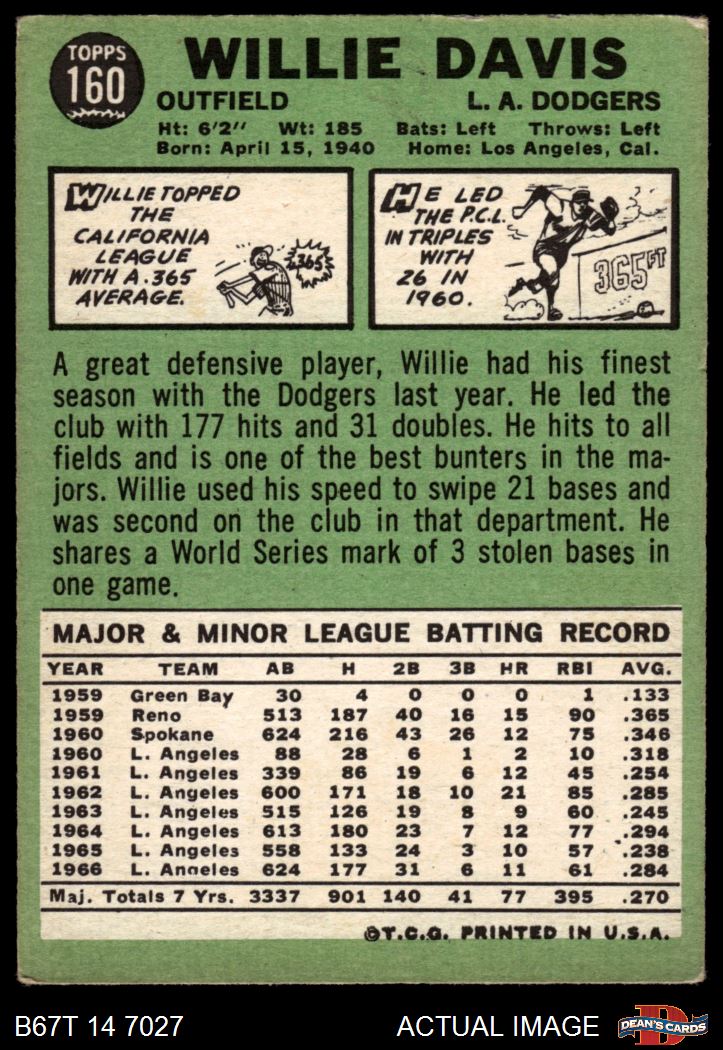 TOPPS
160
WILLIE DAVIS
OUTFIELD L. A. DODGERS
Ht: 6'2" Wt: 185 Bats: Left Throws: Left
Born: April 15, 1940 Home: Los Angeles, Cal.
WILLIE TOPPED
THE
CALIFORNIA
LEAGUE
WITH A .365
AVERAGE.
.365
HE LED
THE P.C.L.
IN TRIPLES
WITH
26 IN
1960.
365 FT
A great defensive player, Willie had his finest
season with the Dodgers last year. He led the
club with 177 hits and 31 doubles. He hits to all
fields and is one of the best bunters in the ma-
jors. Willie used his speed to swipe 21 bases and
was second on the club in that department. He
shares a World Series mark of 3 stolen bases in
one game.
MAJOR & MINOR LEAGUE BATTING RECORD
YEAR TEAM AB H 2B 3B HR RBI AVG.
1959 Green Bay 30 4 0 0 0 1 .133
1959 Reno 513 187 40 16 15 90 .365
1960 Spokane 624 216 43 26 12 75 .346
1960 L. Angeles 88 28 6 1 2 10 .318
1961 L. Angeles 339 86 19 6 12 45 .254
1962 L. Angeles 600 171 18 10 21 85 .285
1963 L. Angeles 515 126 19 8 9 60 .245
1964 L. Angeles 613 180 23 7 12 77 .294
1965 L. Angeles 558 133 24 3 10 57 .238
1966 L. Angeles 624 177 31 6 11 61 .284
Maj. Totals 7 Yrs. 3337 901 140 41 77 395 .270
©T.C.G. PRINTED IN U.S.A.
B67T 14 7027 ACTUAL IMAGE
D
DEAN'S CARDS